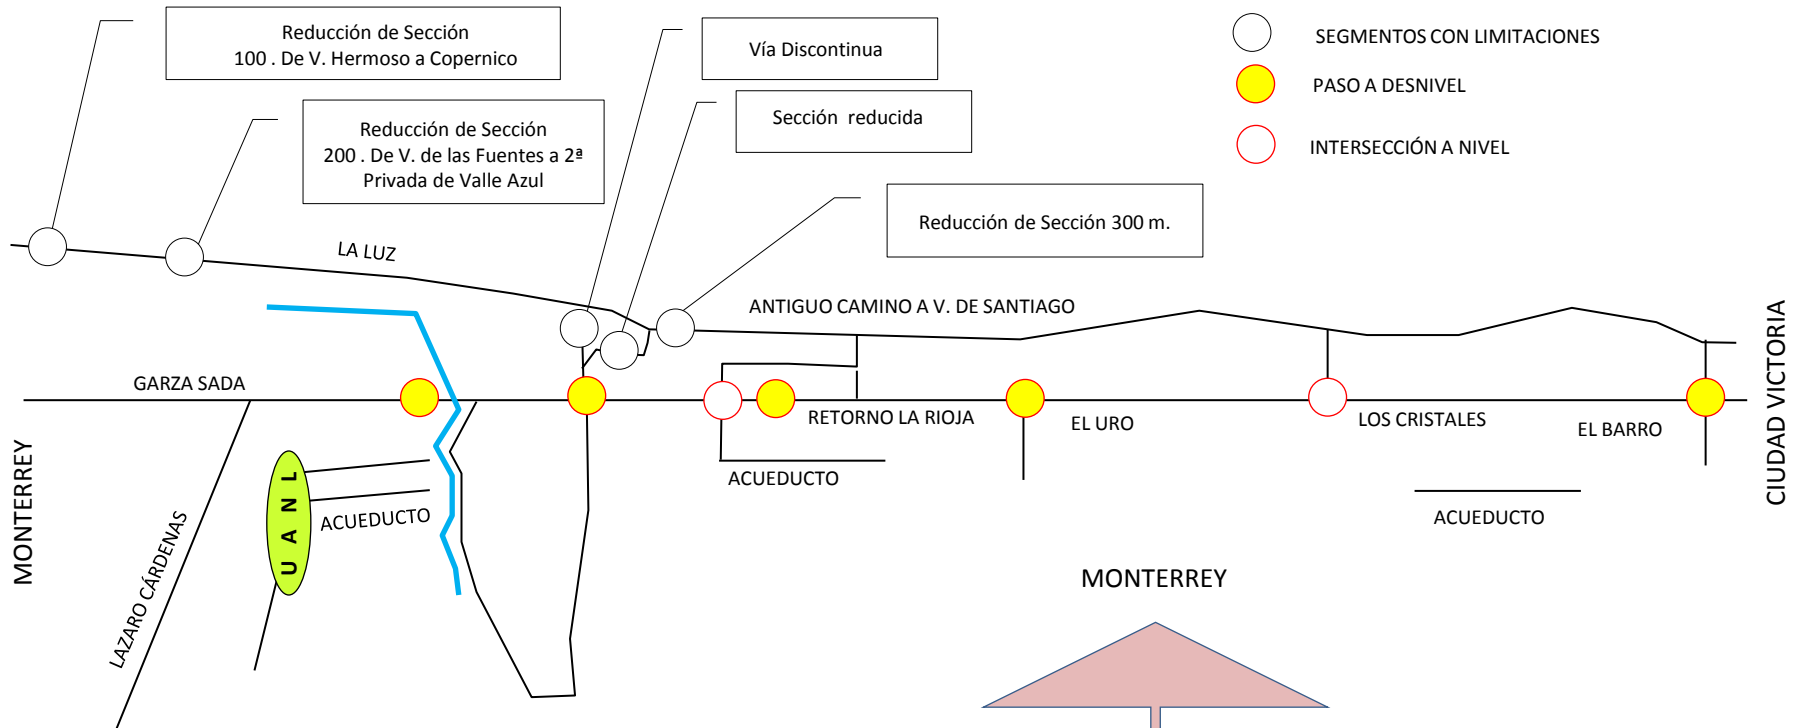 Reducción de Sección
100 . De V. Hermoso a Copernico
Vía Discontinua
SEGMENTOS CON LIMITACIONES
PASO A DESNIVEL
Reducción de Sección
200 . De V. de las Fuentes a 2ª
Privada de Valle Azul
Sección reducida
INTERSECCIÓN A NIVEL
Reducción de Sección 300 m.
LA LUZ
ANTIGUO CAMINO A V. DE SANTIAGO
GARZA SADA
RETORNO LA RIOJA
EL URO
LOS CRISTALES
EL BARRO
CIUDAD VICTORIA
MONTERREY
LAZARO CÁRDENAS
U A N L
ACUEDUCTO
ACUEDUCTO
ACUEDUCTO
MONTERREY